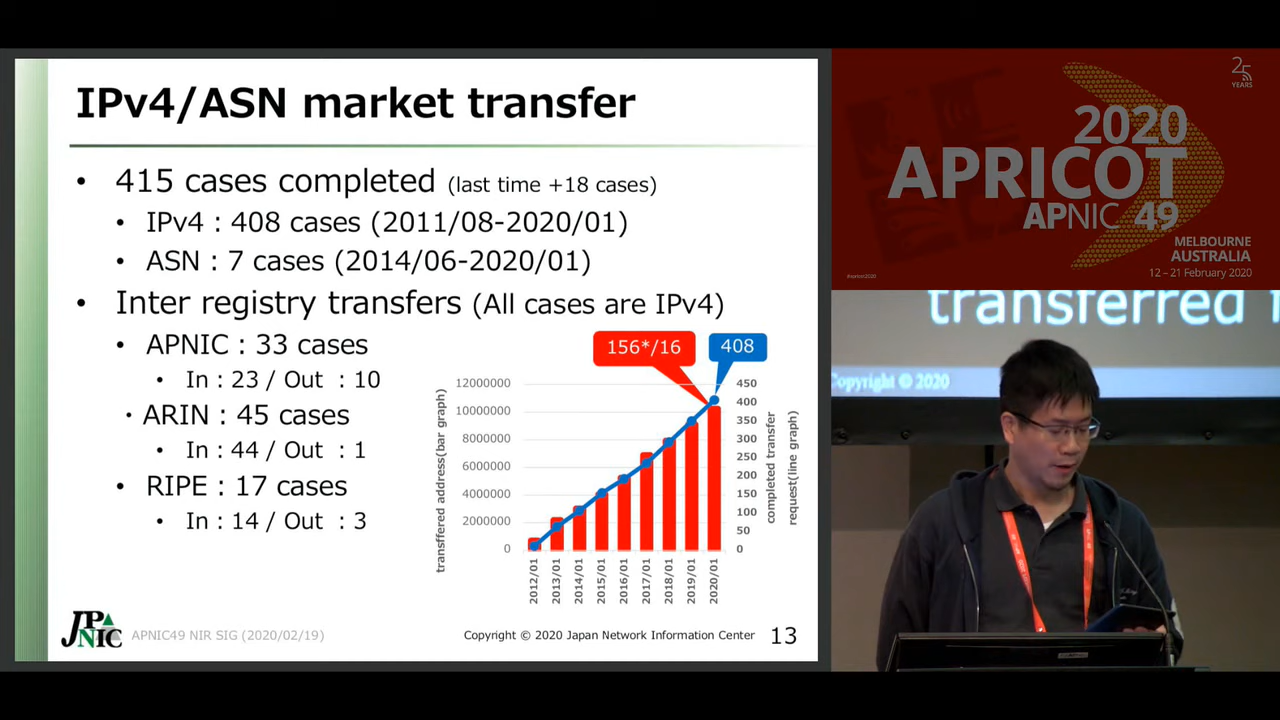 IPv4/ASN market transfer
• 415 cases completed (last time +18 cases)
• IPv4 : 408 cases (2011/08-2020/01)
• ASN : 7 cases (2014/06-2020/01)
• Inter registry transfers (All cases are IPv4)
• APNIC : 33 cases
• In : 23 / Out : 10
・ARIN : 45 cases
• In : 44 / Out : 1
• RIPE : 17 cases
• In : 14 / Out : 3
156*/16
408
transffered address(bar graph)
12000000
10000000
8000000
6000000
4000000
2000000
0
450
400
350
300
250
200
150
100
50
0
completed transfer
request(line graph)
2012/01
2013/01
2014/01
2015/01
2016/01
2017/01
2018/01
2019/01
2020/01
JPNIC
APNIC49 NIR SIG (2020/02/19)
Copyright © 2020 Japan Network Information Center
13
25
YEARS
2020
APRICOT
APNIC 49
MELBOURNE
AUSTRALIA
12 – 21 February 2020
transferred
Copyright © 2020